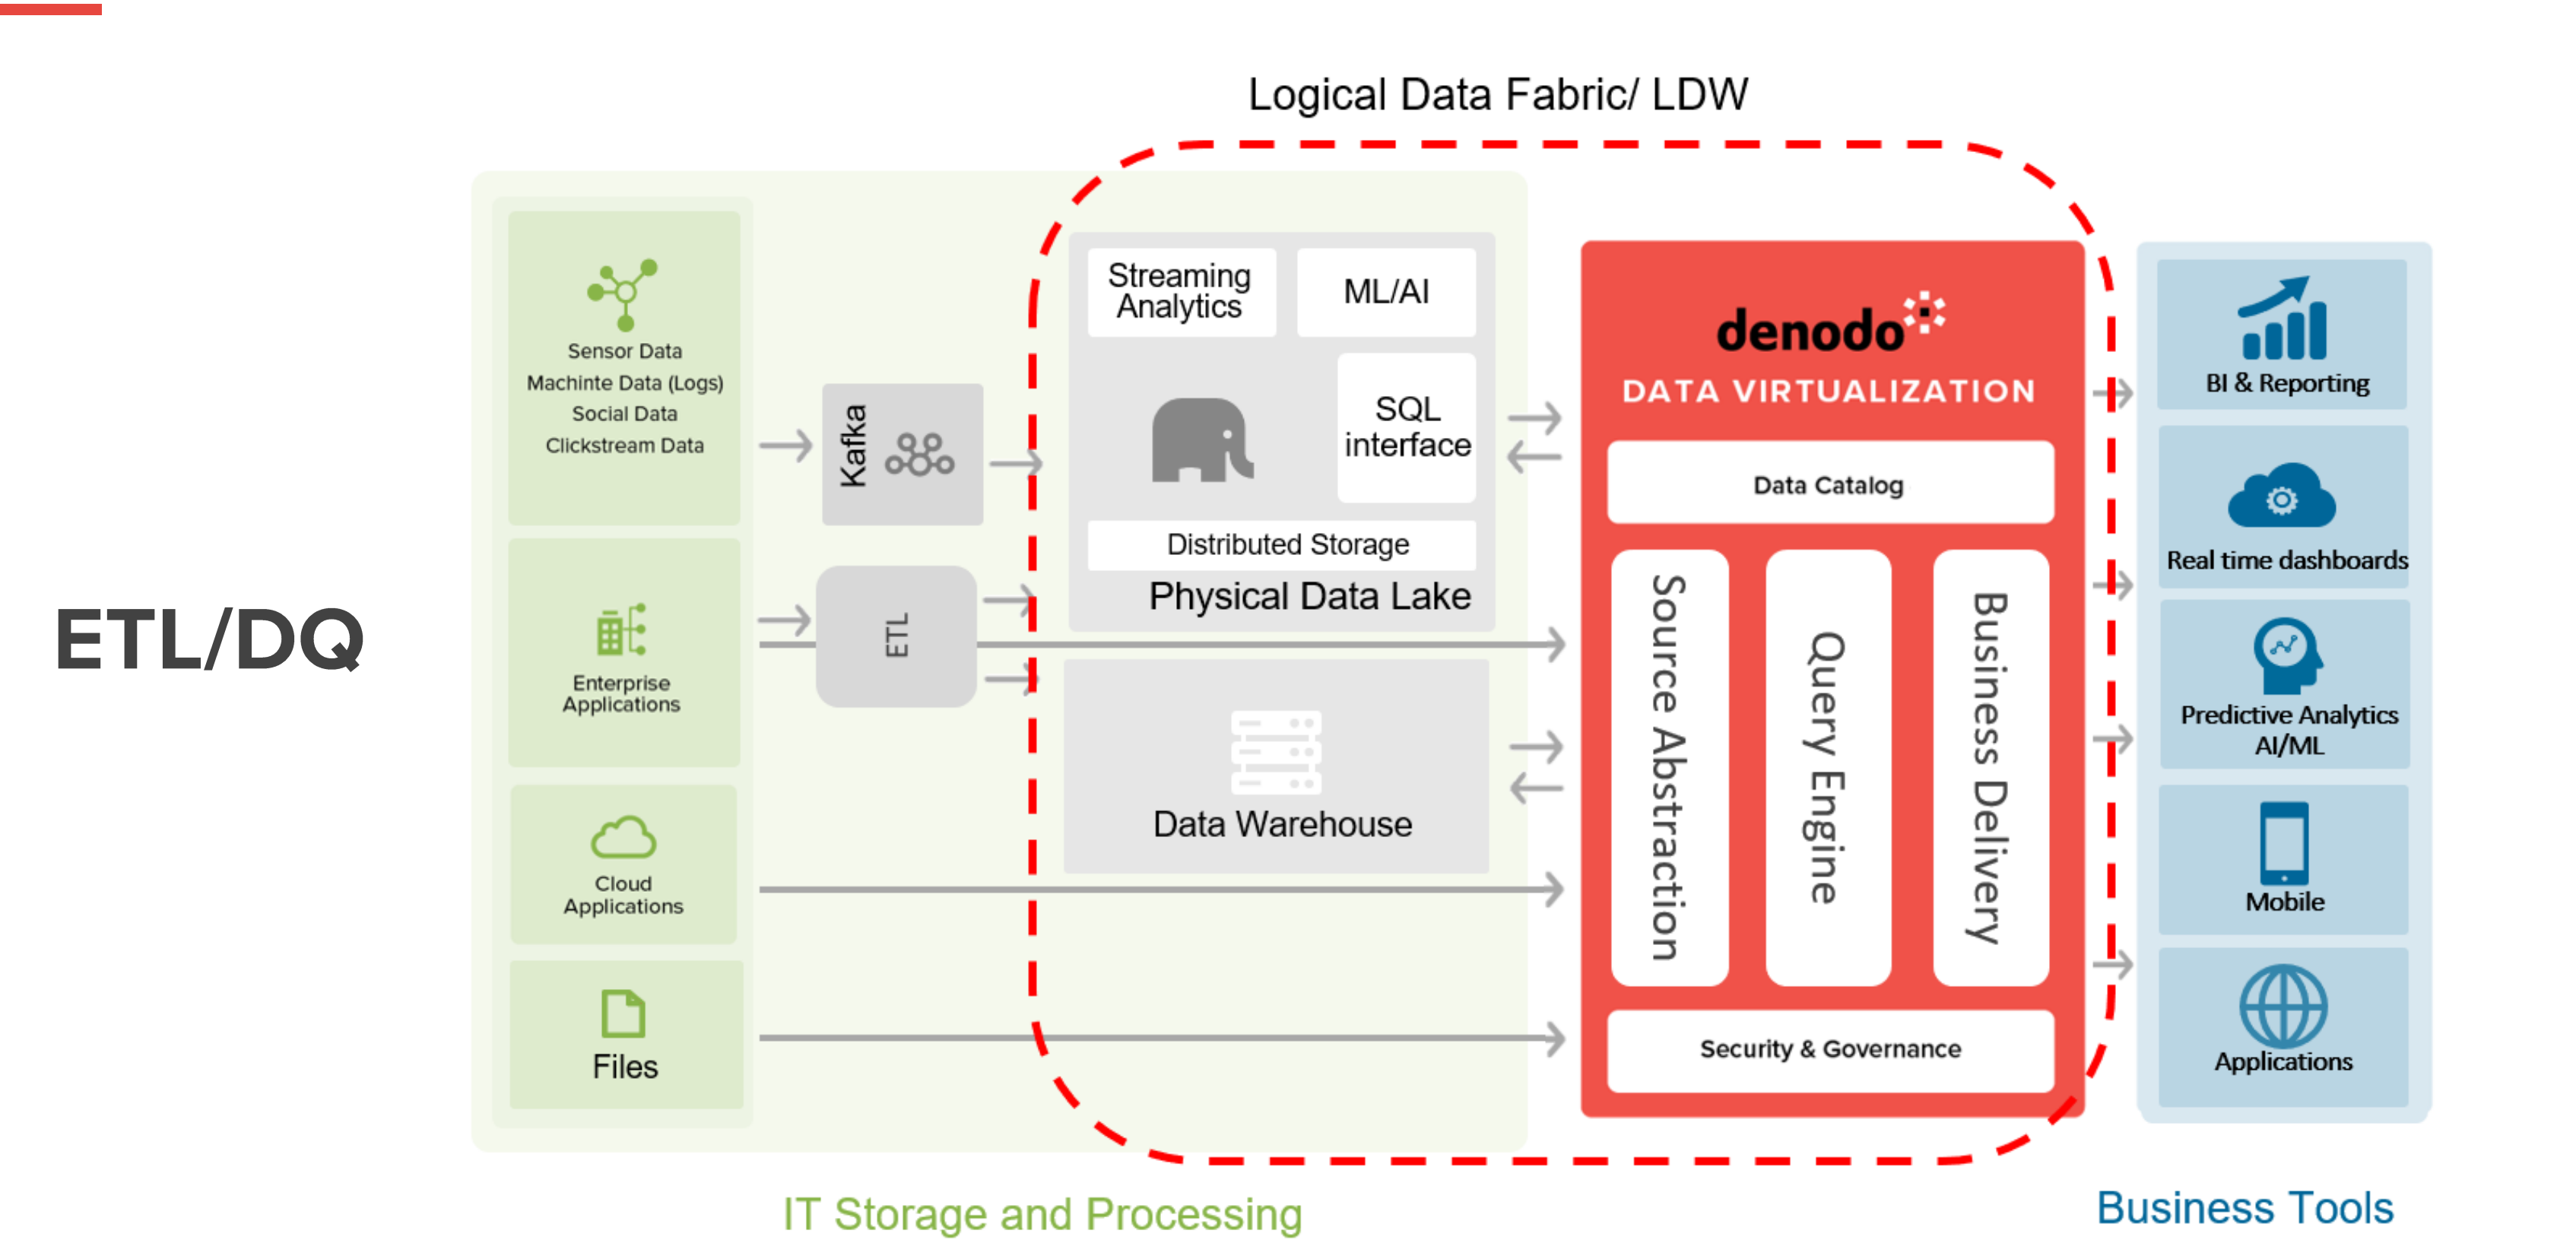 Logical Data Fabric/ LDW
ETL/DQ
Sensor Data
Machinte Data (Logs)
Social Data
Clickstream Data
Enterprise
Applications
Cloud
Applications
Files
Kafka
ETL
Streaming
Analytics
ML/AI
SQL
interface
Distributed Storage
Physical Data Lake
Data Warehouse
denodo
DATA VIRTUALIZATION
Data Catalog
Source Abstraction
Query Engine
Business Delivery
Security & Governance
BI & Reporting
Real time dashboards
Predictive Analytics
AI/ML
Mobile
Applications
IT Storage and Processing
Business Tools